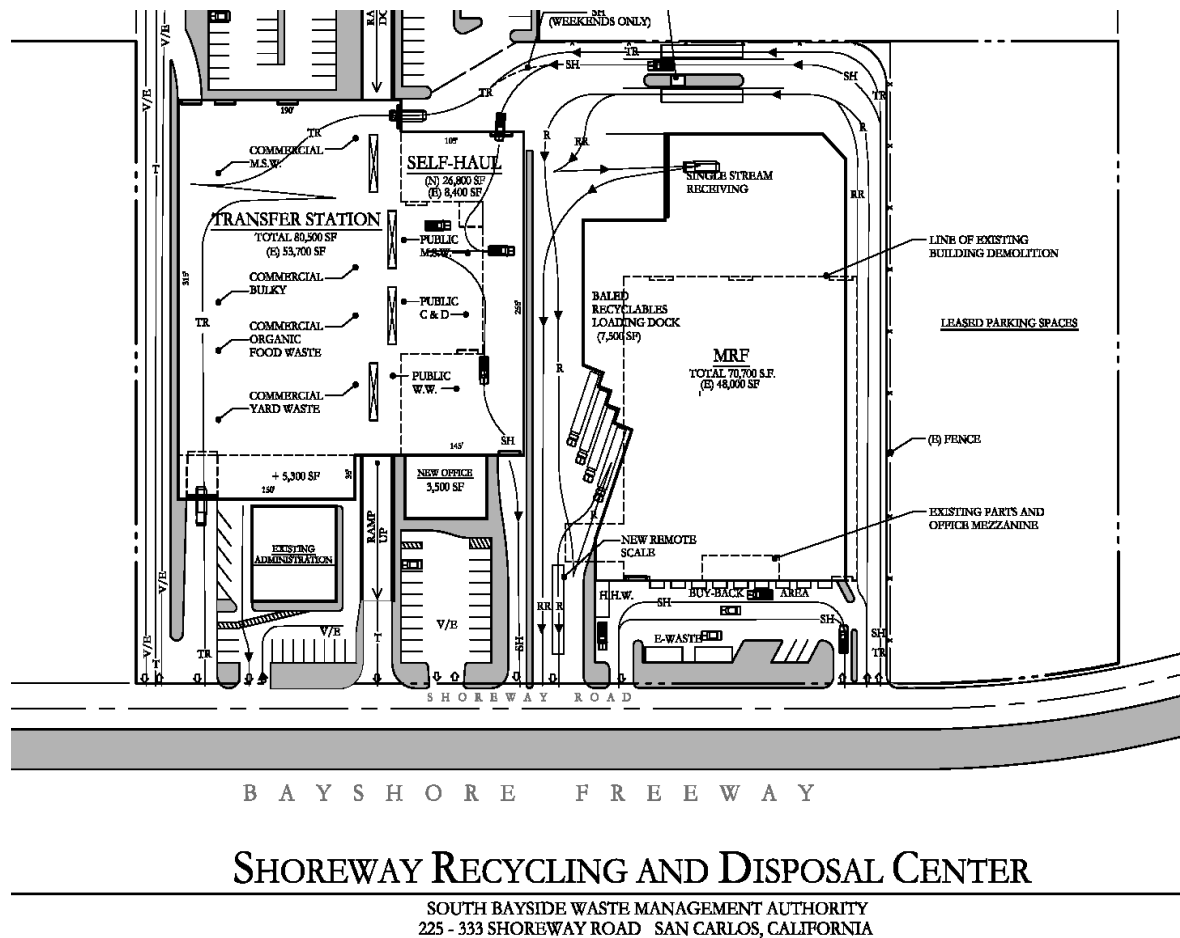 SH
(WEEKENDS ONLY)
V/E
V/E
V/E
TR
SH
SH
TR
TR
TR
190'
105'
COMMERCIAL
M.S.W.
SELF-HAUL
(N) 26,800 SF
(E) 8,400 SF
R
RR
R
RR
T
SINGLE STREAM
RECEIVING
TRANSFER STATION
TOTAL 80,500 SF
(E) 53,700 SF
PUBLIC
M.S.W.
LINE OF EXISTING
BUILDING DEMOLITION
COMMERCIAL
BULKY
315'
255'
PUBLIC
C & D
BALED
RECYCLABLES
LOADING DOCK
(7,500 SF)
LEASED PARKING SPACES
TR
COMMERCIAL
ORGANIC
FOOD WASTE
MRF
TOTAL 70,700 S.F.
(E) 48,000 SF
R
PUBLIC
W.W.
COMMERCIAL
YARD WASTE
SH
145'
(E) FENCE
+ 5,300 SF
150'
NEW OFFICE
3,500 SF
RAMP
UP
R
EXISTING PARTS AND
OFFICE MEZZANINE
EXISTING
ADMINISTRATION
NEW REMOTE
SCALE
V/E
H.H.W.
BUY-BACK
AREA
SH
RR
R
V/E
V/E
SH
SH
E-WASTE
V/E
T
TR
T
SH
SH
TR
SHOREWAY ROAD
BAYSHORE FREEWAY
SHOREWAY RECYCLING AND DISPOSAL CENTER
SOUTH BAYSIDE WASTE MANAGEMENT AUTHORITY
225 - 333 SHOREWAY ROAD SAN CARLOS, CALIFORNIA